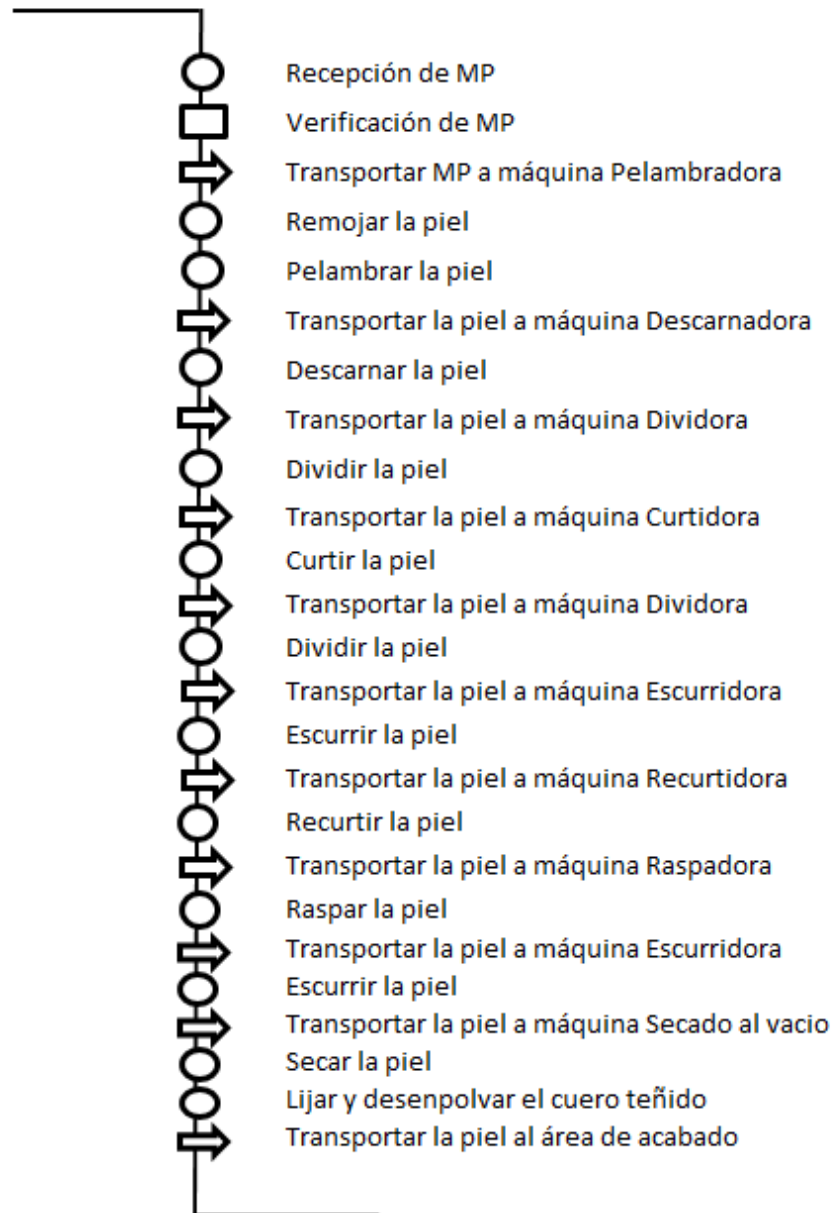 Recepción de MP
Verificación de MP
Transportar MP a máquina Pelambradora
Remojar la piel
Pelambrar la piel
Transportar la piel a máquina Descarnadora
Descarnar la piel
Transportar la piel a máquina Dividora
Dividir la piel
Transportar la piel a máquina Curtidora
Curtir la piel
Transportar la piel a máquina Dividora
Dividir la piel
Transportar la piel a máquina Escurridora
Escurrir la piel
Transportar la piel a máquina Recurtidora
Recurtir la piel
Transportar la piel a máquina Raspadora
Raspar la piel
Transportar la piel a máquina Escurridora
Escurrir la piel
Transportar la piel a máquina Secado al vacio
Secar la piel
Lijar y desenpolvar el cuero teñido
Transportar la piel al área de acabado